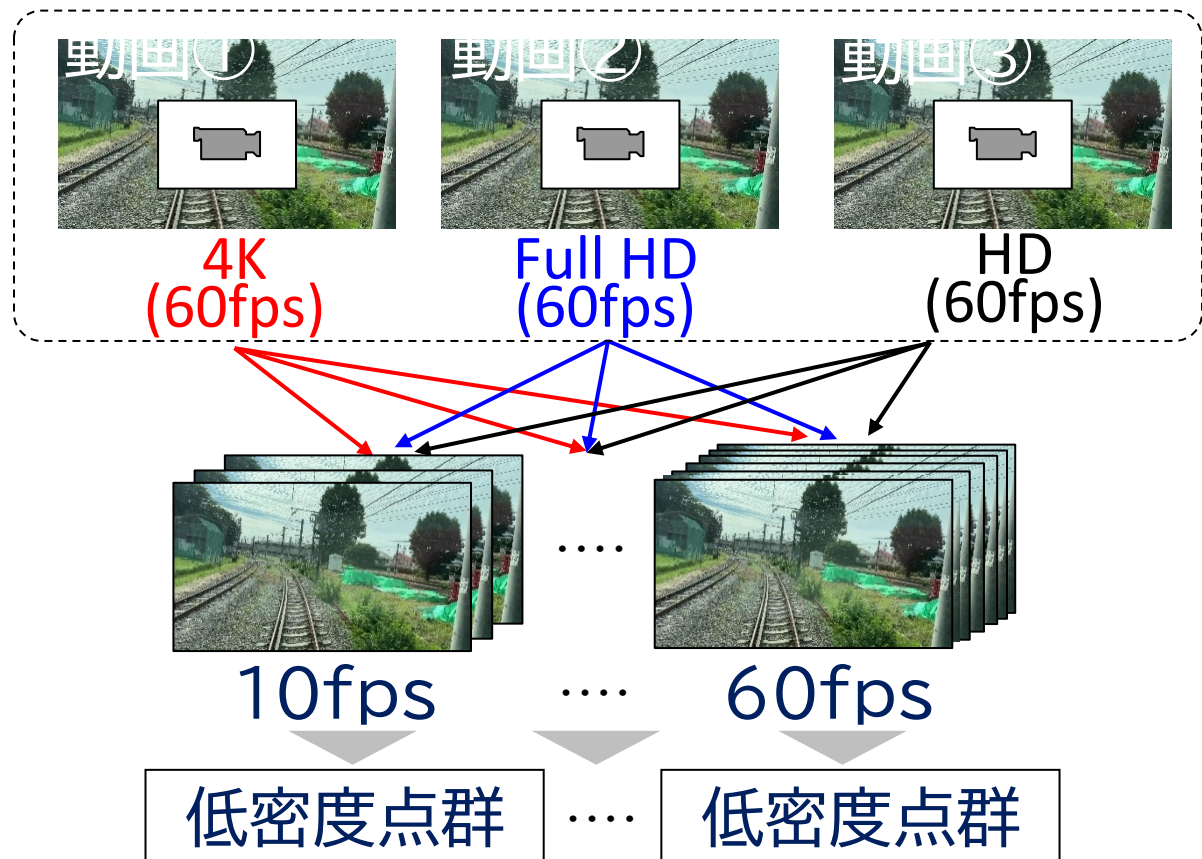 動画① 動画② 動画③
4K Full HD HD
(60fps) (60fps) (60fps)
....
10fps .... 60fps
低密度点群 .... 低密度点群